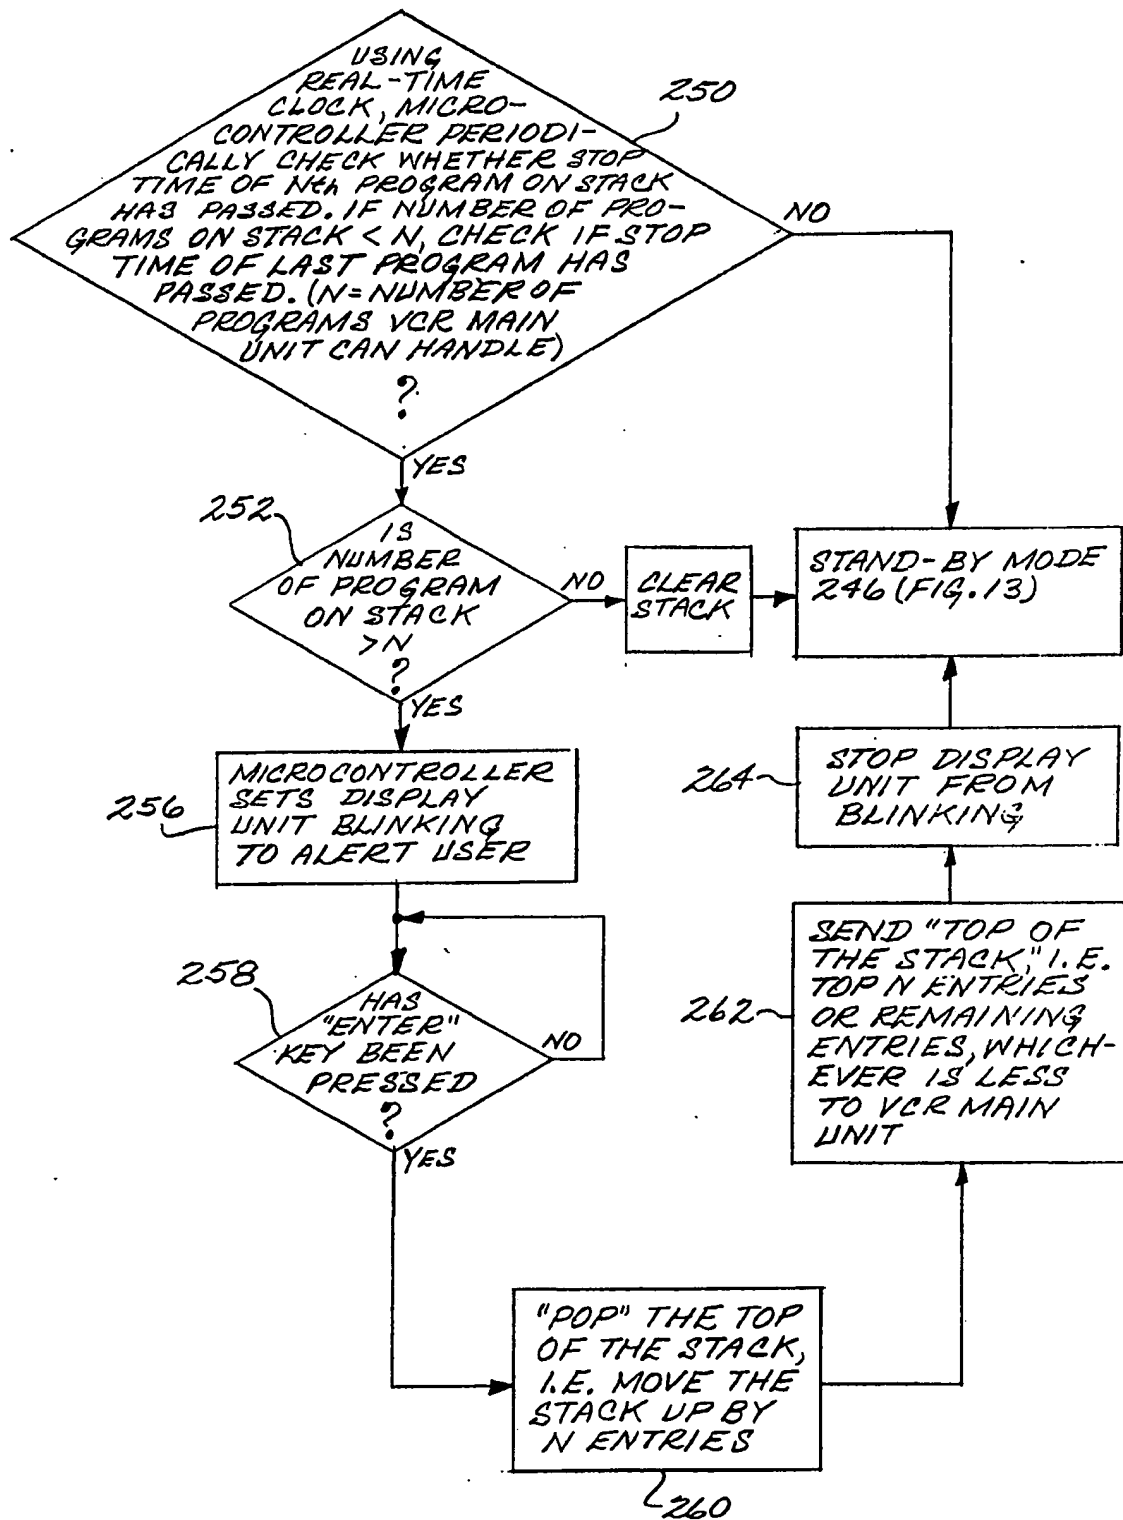 USING
REAL-TIME
CLOCK, MICRO-
CONTROLLER PERIODI-
CALLY CHECK WHETHER STOP
TIME OF Nth PROGRAM ON STACK
HAS PASSED. IF NUMBER OF PRO-
GRAMS ON STACK < N, CHECK IF STOP
TIME OF LAST PROGRAM HAS
PASSED. (N=NUMBER OF
PROGRAMS VCR MAIN
UNIT CAN HANDLE)
?
250
NO
YES
252
IS
NUMBER
OF PROGRAM
ON STACK
>N
?
NO
CLEAR
STACK
STAND-BY MODE
246 (FIG. 13)
YES
256
MICROCONTROLLER
SETS DISPLAY
UNIT BLINKING
TO ALERT USER
264
STOP DISPLAY
UNIT FROM
BLINKING
258
HAS
"ENTER"
KEY BEEN
PRESSED
?
NO
YES
262
SEND "TOP OF
THE STACK," I.E.
TOP N ENTRIES
OR REMAINING
ENTRIES, WHICH-
EVER IS LESS
TO VCR MAIN
UNIT
"POP" THE TOP
OF THE STACK,
I.E. MOVE THE
STACK UP BY
N ENTRIES
260